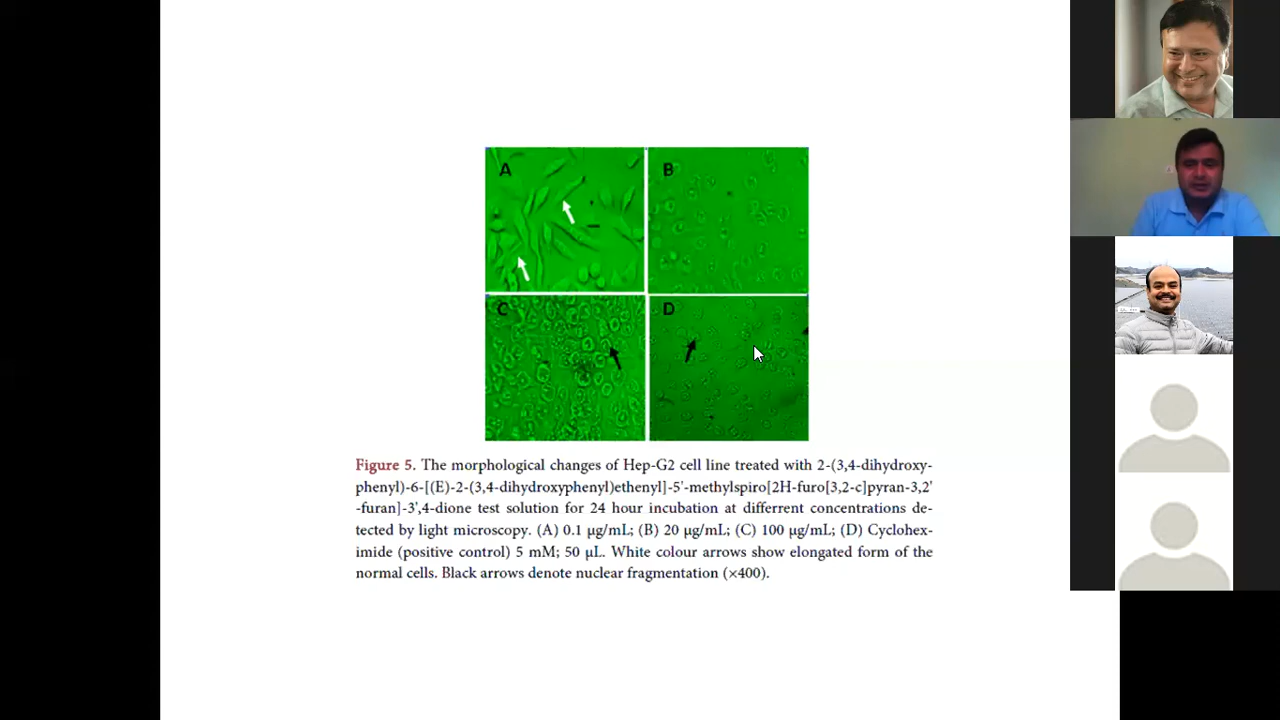 A
B
C
D
Figure 5. The morphological changes of Hep-G2 cell line treated with 2-(3,4-dihydroxy-
phenyl)-6-[(E)-2-(3,4-dihydroxyphenyl)ethenyl]-5'-methylspiro[2H-furo[3,2-c]pyran-3,2'
-furan]-3',4-dione test solution for 24 hour incubation at differrent concentrations de-
tected by light microscopy. (A) 0.1 μg/mL; (B) 20 μg/mL; (C) 100 μg/mL; (D) Cyclohex-
imide (positive control) 5 mM; 50 μL. White colour arrows show elongated form of the
normal cells. Black arrows denote nuclear fragmentation (×400).